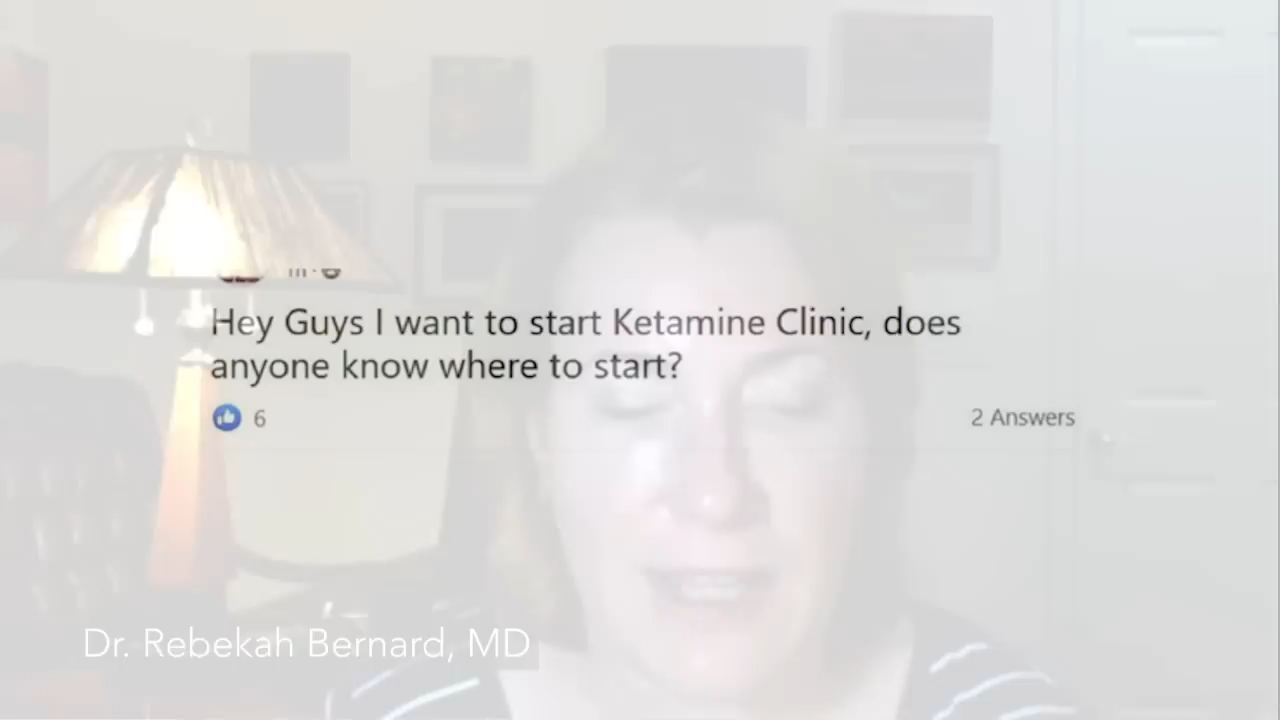 Hey Guys I want to start Ketamine Clinic, does
anyone know where to start?
6
2 Answers
Dr. Rebekah Bernard, MD